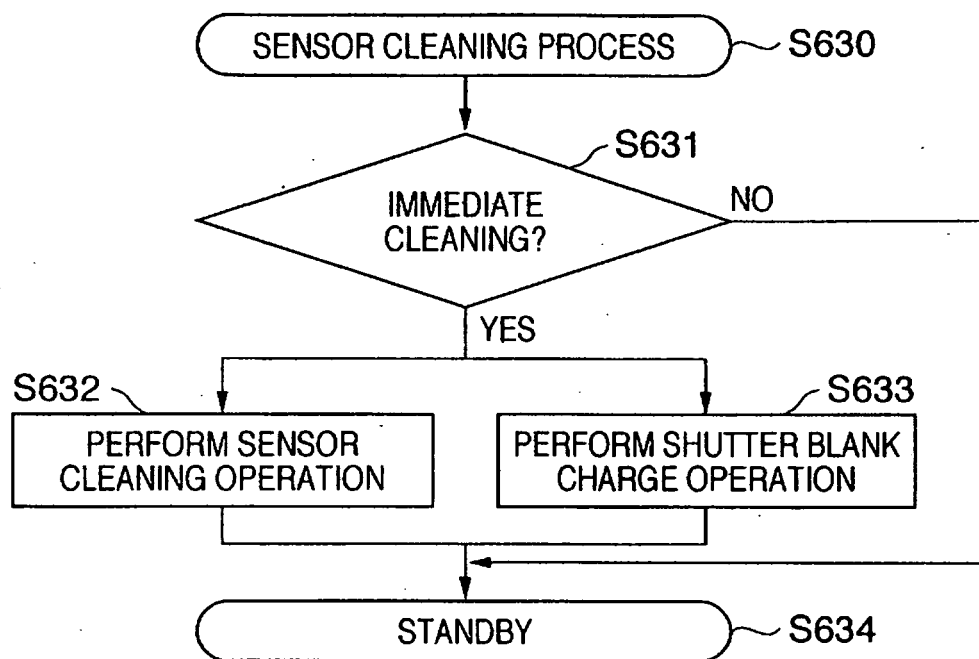 SENSOR CLEANING PROCESS
S630
S631
IMMEDIATE
CLEANING?
NO
YES
S632
S633
PERFORM SENSOR
CLEANING OPERATION
PERFORM SHUTTER BLANK
CHARGE OPERATION
STANDBY
S634